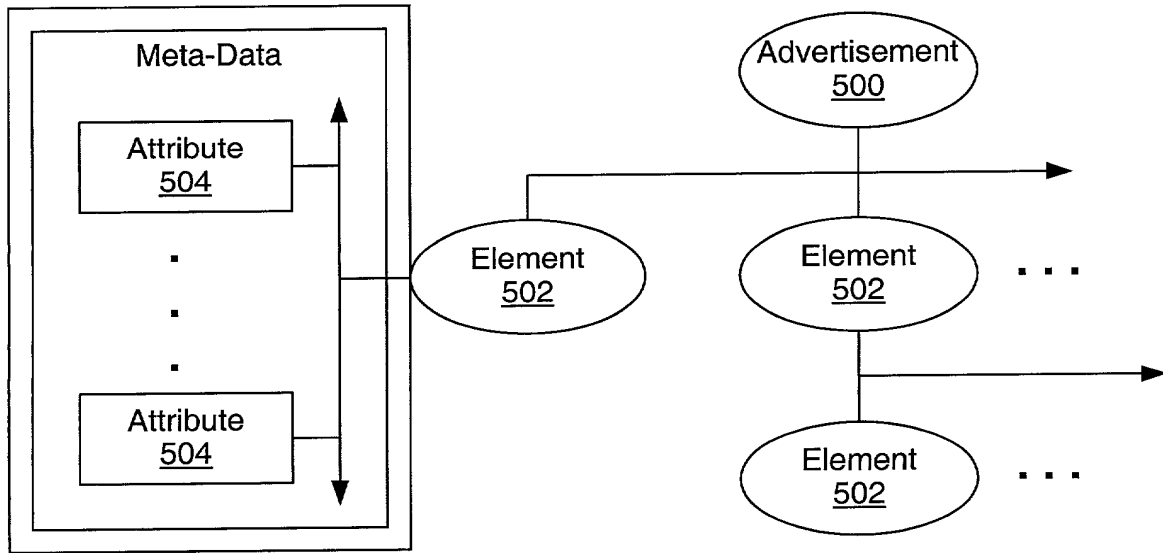 Meta-Data
Attribute
504
Attribute
504
Element
502
Advertisement
500
Element
502
Element
502